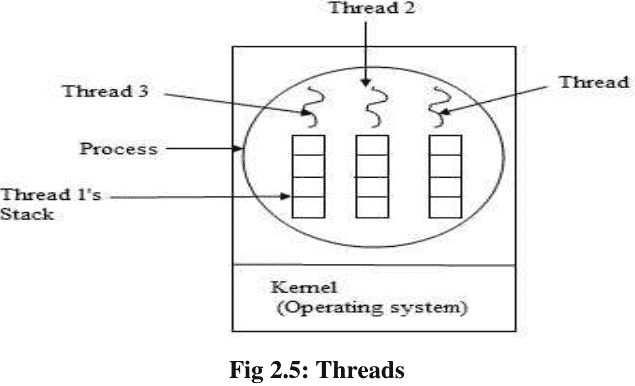 Thread 2
Thread 3
Thread
Process
Thread 1's
Stack
Kernel
(Operating system)
Fig 2.5: Threads